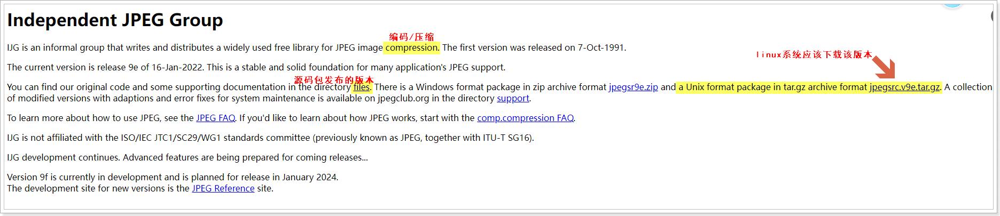 Independent JPEG Group
编码/压缩
IJG is an informal group that writes and distributes a widely used free library for JPEG image compression. The first version was released on 7-Oct-1991.
linux系统应该下载该版本
The current version is release 9e of 16-Jan-2022. This is a stable and solid foundation for many application's JPEG support.
源码包发布的版本
You can find our original code and some supporting documentation in the directory files. There is a Windows format package in zip archive format jpegsr9e.zip and a Unix format package in tar.gz archive format jpegsrc.v9e.tar.gz. A collection
of modified versions with adaptions and error fixes for system maintenance is available on jpegclub.org in the directory support.
To learn more about how to use JPEG, see the JPEG FAQ. If you'd like to learn about how JPEG works, start with the comp.compression FAQ.
IJG is not affiliated with the ISO/IEC JTC1/SC29/WG1 standards committee (previously known as JPEG, together with ITU-T SG16).
IJG development continues. Advanced features are being prepared for coming releases...
Version 9f is currently in development and is planned for release in January 2024.
The development site for new versions is the JPEG Reference site.